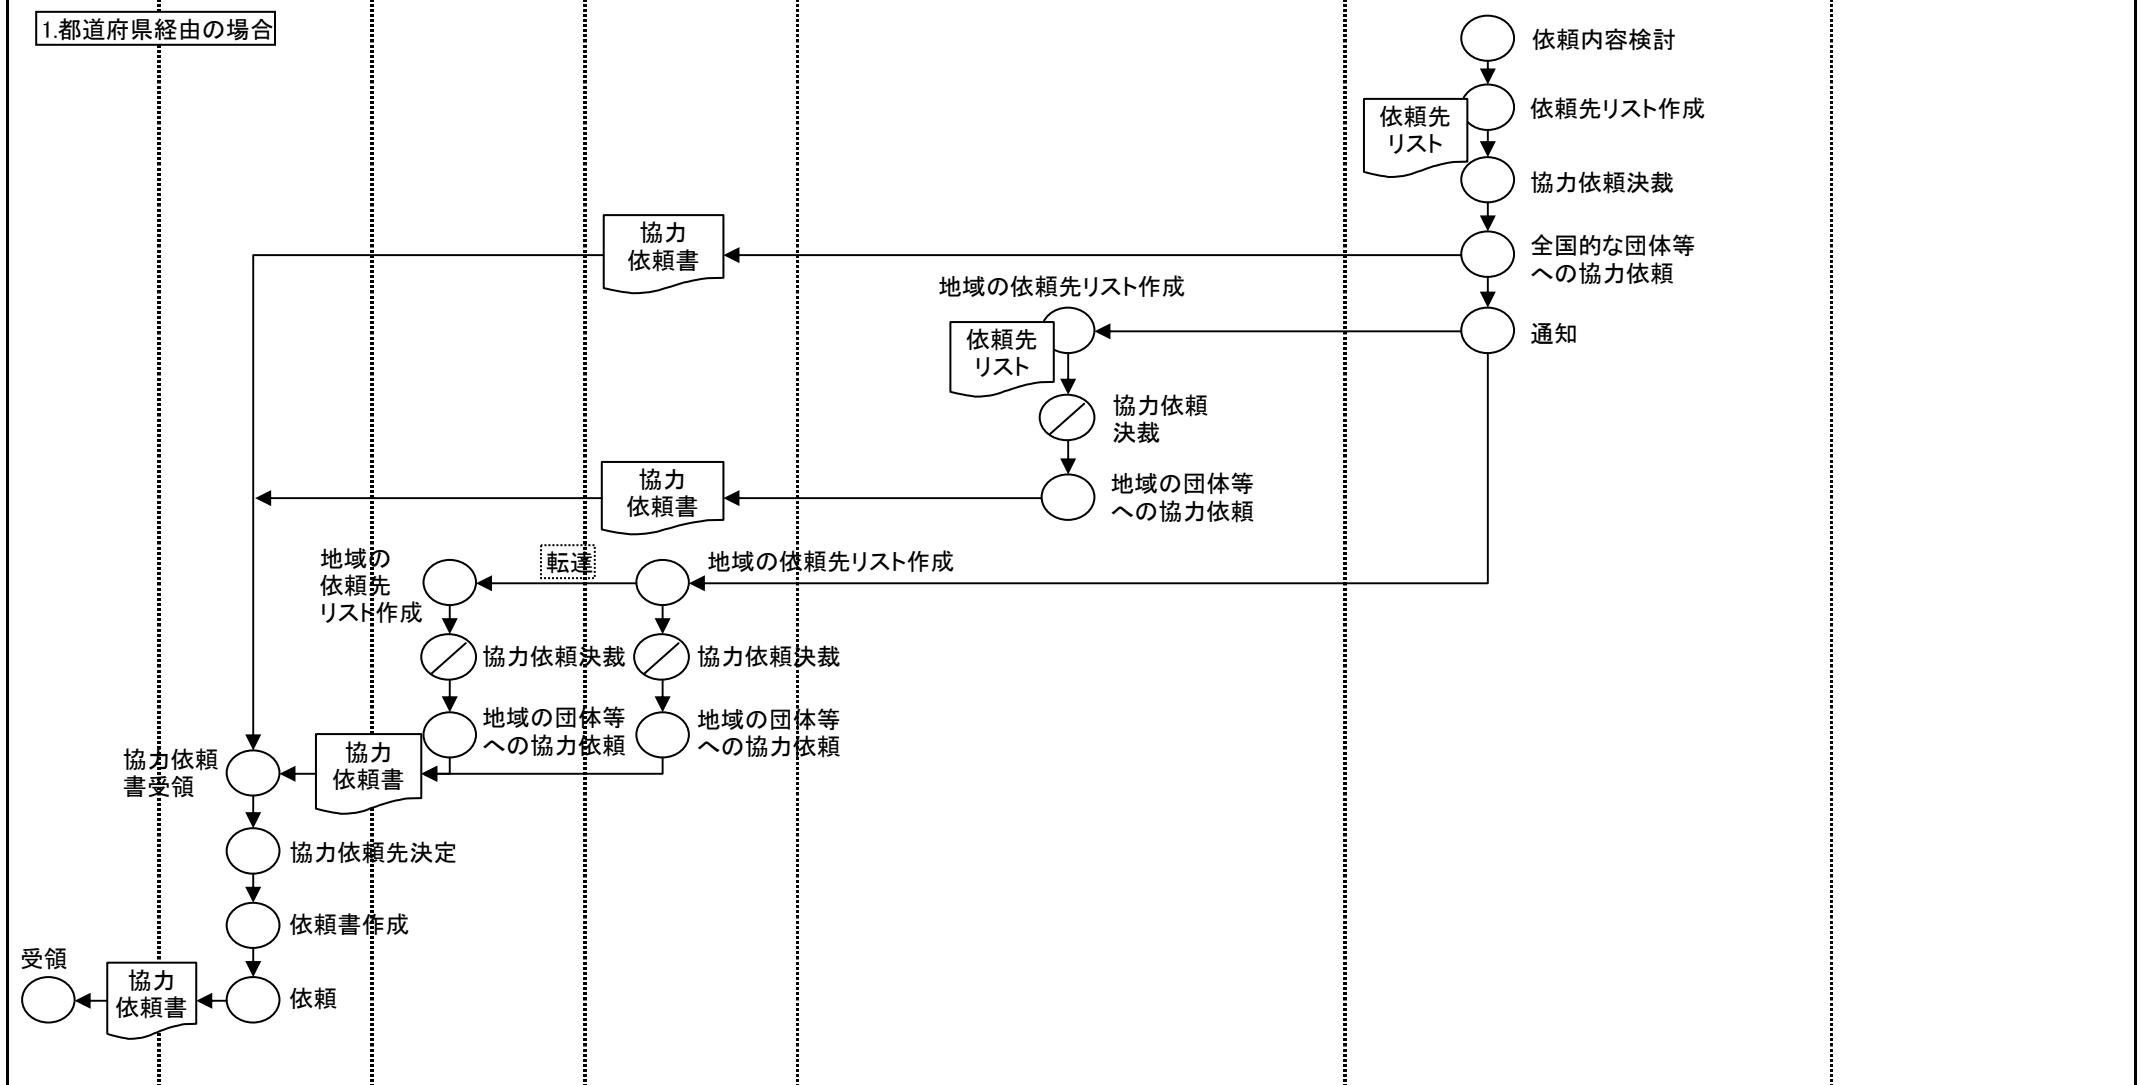 1.都道府県経由の場合
依頼内容検討
依頼先
リスト
依頼先リスト作成
協力依頼決裁
協力
依頼書
全国的な団体等
への協力依頼
地域の依頼先リスト作成
依頼先
リスト
通知
協力依頼
決裁
協力
依頼書
地域の団体等
への協力依頼
地域の
依頼先
リスト作成
転達
地域の依頼先リスト作成
協力依頼決裁
協力依頼決裁
地域の団体等
への協力依頼
地域の団体等
への協力依頼
協力依頼
書受領
協力
依頼書
協力依頼先決定
依頼書作成
受領
協力
依頼書
依頼